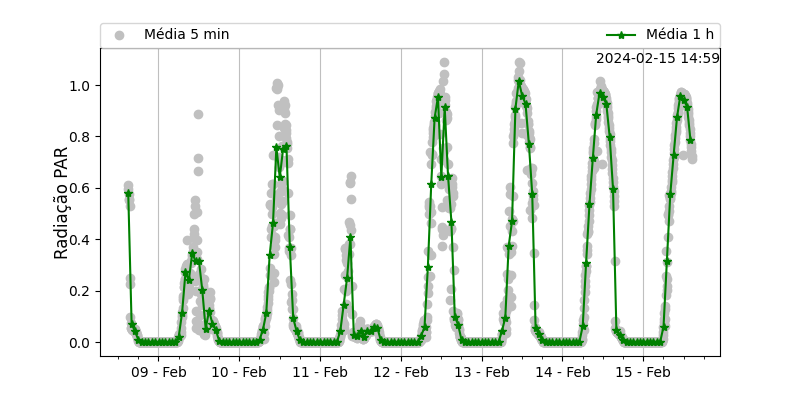 Média 5 min
Média 1 h
2024-02-15 14:59
Radiação PAR
1.0
0.8
0.6
0.4
0.2
0.0
09 - Feb
10 - Feb
11 - Feb
12 - Feb
13 - Feb
14 - Feb
15 - Feb